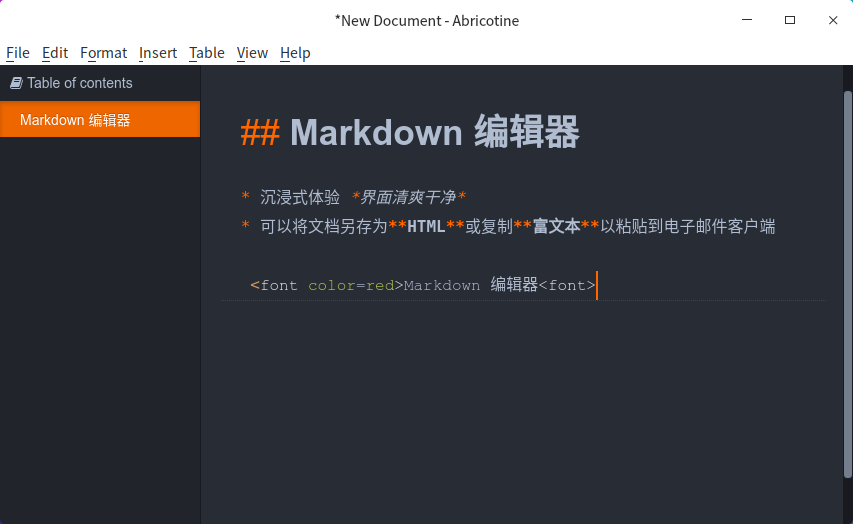 *New Document - Abricotine
File Edit Format Insert Table View Help
Table of contents
Markdown 编辑器
## Markdown 编辑器
* 沉浸式体验 *界面清爽干净*
* 可以将文档另存为**HTML**或复制**富文本**以粘贴到电子邮件客户端
<font color=red>Markdown 编辑器<font>